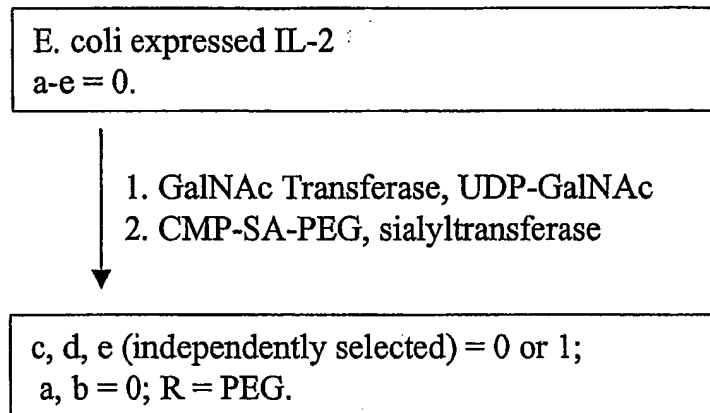 E. coli expressed IL-2
a-e = 0.
1. GalNAc Transferase, UDP-GalNAc
2. CMP-SA-PEG, sialyltransferase
c, d, e (independently selected) = 0 or 1;
a, b = 0; R = PEG.